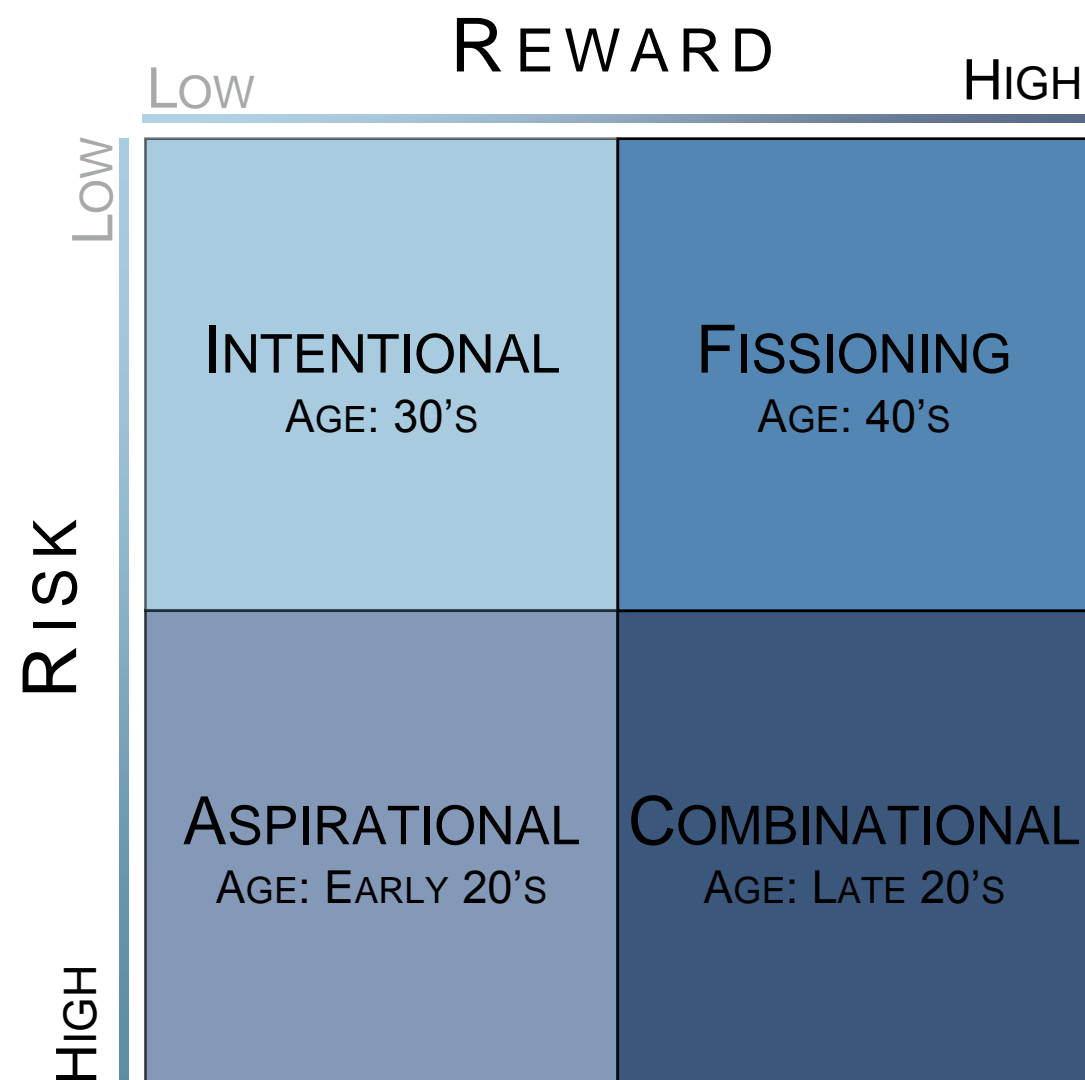 REWARD
LOW
HIGH
LOW
RISK
HIGH
INTENTIONAL
AGE: 30'S
FISSIONING
AGE: 40'S
ASPIRATIONAL
AGE: EARLY 20'S
COMBINATIONAL
AGE: LATE 20'S